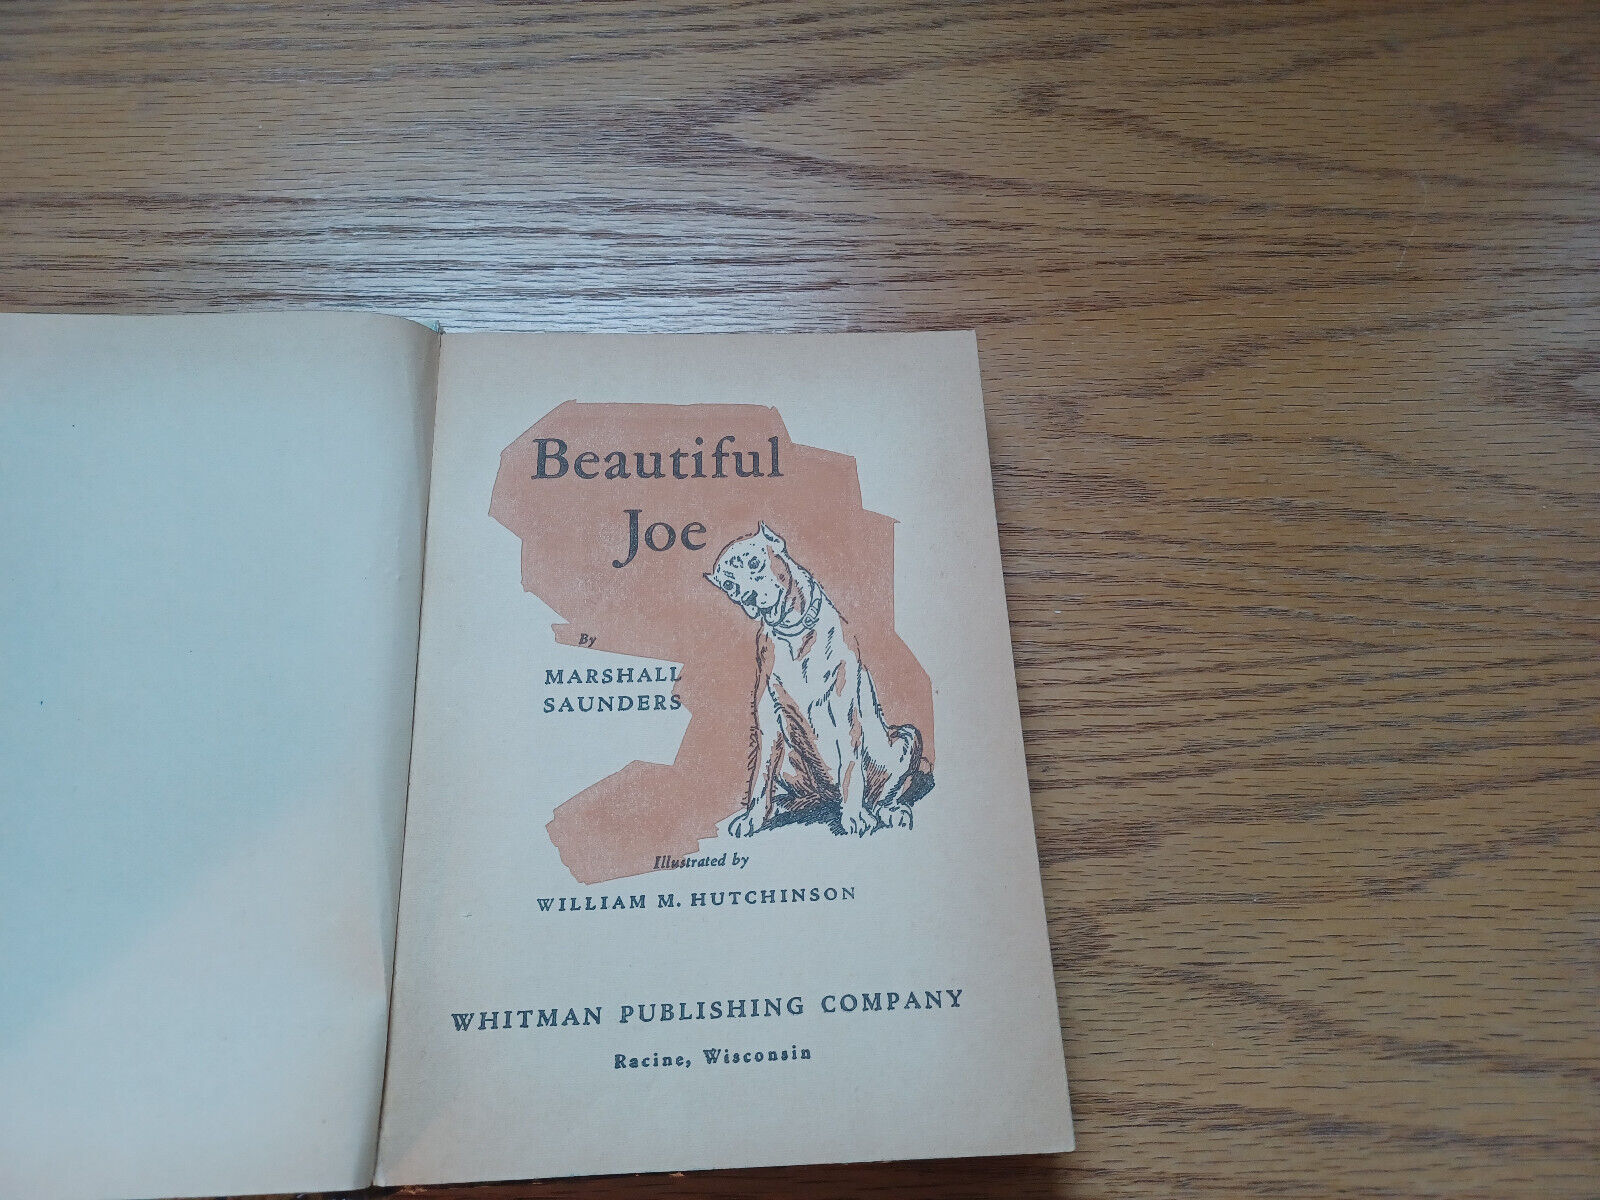 Beautiful
Joe
By
MARSHALL
SAUNDERS
Illustrated by
WILLIAM M. HUTCHINSON
WHITMAN PUBLISHING COMPANY
Racine, Wisconsin